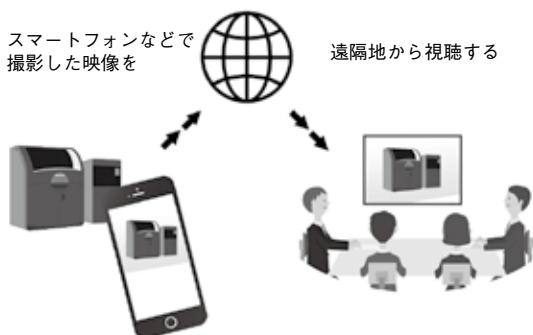 スマートフォンなどで
撮影した映像を
遠隔地から視聴する